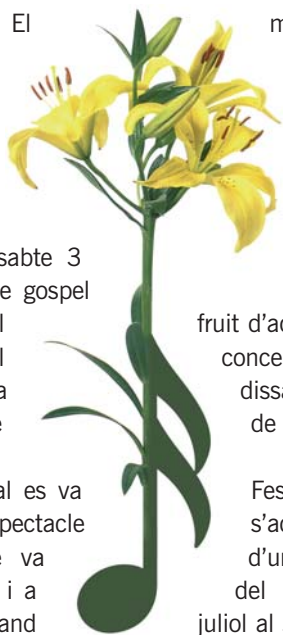 El
m
sabte 3
e gospel
l
l
a
e
al es va
pectacle
e va
i a
and
fruit d'ac
conce
dissa
de
Fes
s'ac
d'ur
del
juliol al